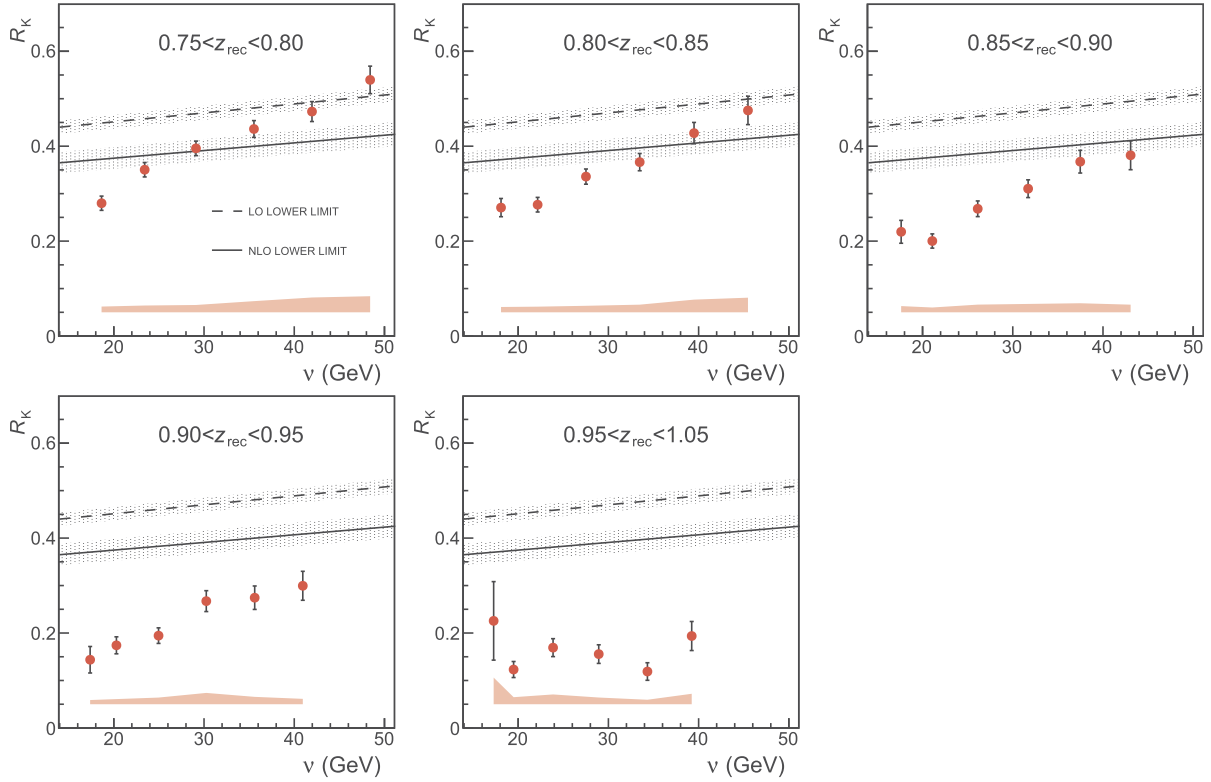 R_K
0.75<z_rec<0.80
0.6
0.4
0.2
0
LO LOWER LIMIT
NLO LOWER LIMIT
20 30 40 50
ν (GeV)
R_K
0.80<z_rec<0.85
0.6
0.4
0.2
0
20 30 40 50
ν (GeV)
R_K
0.85<z_rec<0.90
0.6
0.4
0.2
0
20 30 40 50
ν (GeV)
R_K
0.90<z_rec<0.95
0.6
0.4
0.2
0
20 30 40 50
ν (GeV)
R_K
0.95<z_rec<1.05
0.6
0.4
0.2
0
20 30 40 50
ν (GeV)